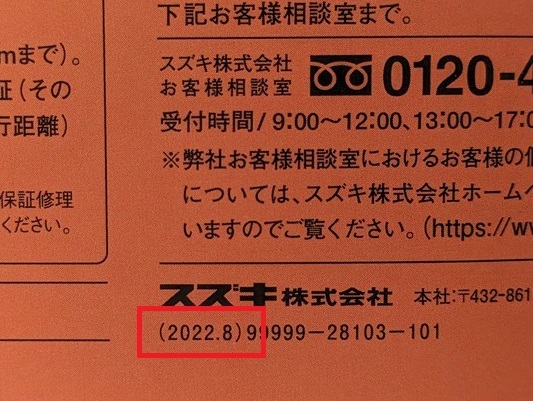 下記お客様相談室まで。
mまで)。
証(その
行距離)
保証修理
ください。
スズキ株式会社
お客様相談室
0120-4
受付時間/9:00〜12:00、13:00〜17:0
※弊社お客様相談室におけるお客様の個
については、スズキ株式会社ホームペ
いますのでご覧ください。(https://ww
スズキ株式会社 本社:〒432-861
(2022.8)99999−28103−101